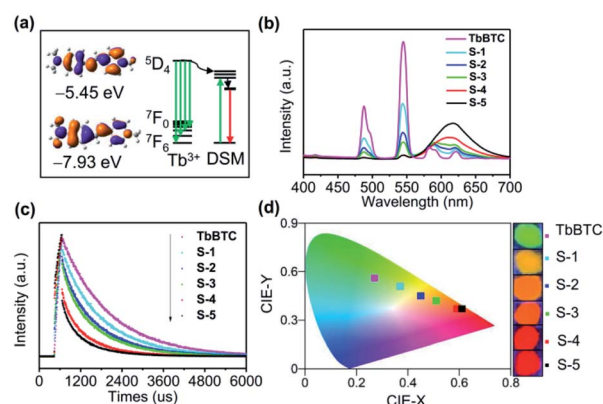 (a)
−5.45 eV
−7.93 eV
⁵D₄
⁷F₀
⁷F₆
Tb³⁺ DSM
(b)
Intensity (a.u.)
TbBTC
S-1
S-2
S-3
S-4
S-5
400 450 500 550 600 650 700
Wavelength (nm)
(c)
Intensity (a.u.)
TbBTC
S-1
S-2
S-3
S-4
S-5
0 1200 2400 3600 4800 6000
Times (us)
(d)
0.9
0.6
0.3
CIE-Y
0.0 0.2 0.4 0.6 0.8
CIE-X
TbBTC
S-1
S-2
S-3
S-4
S-5